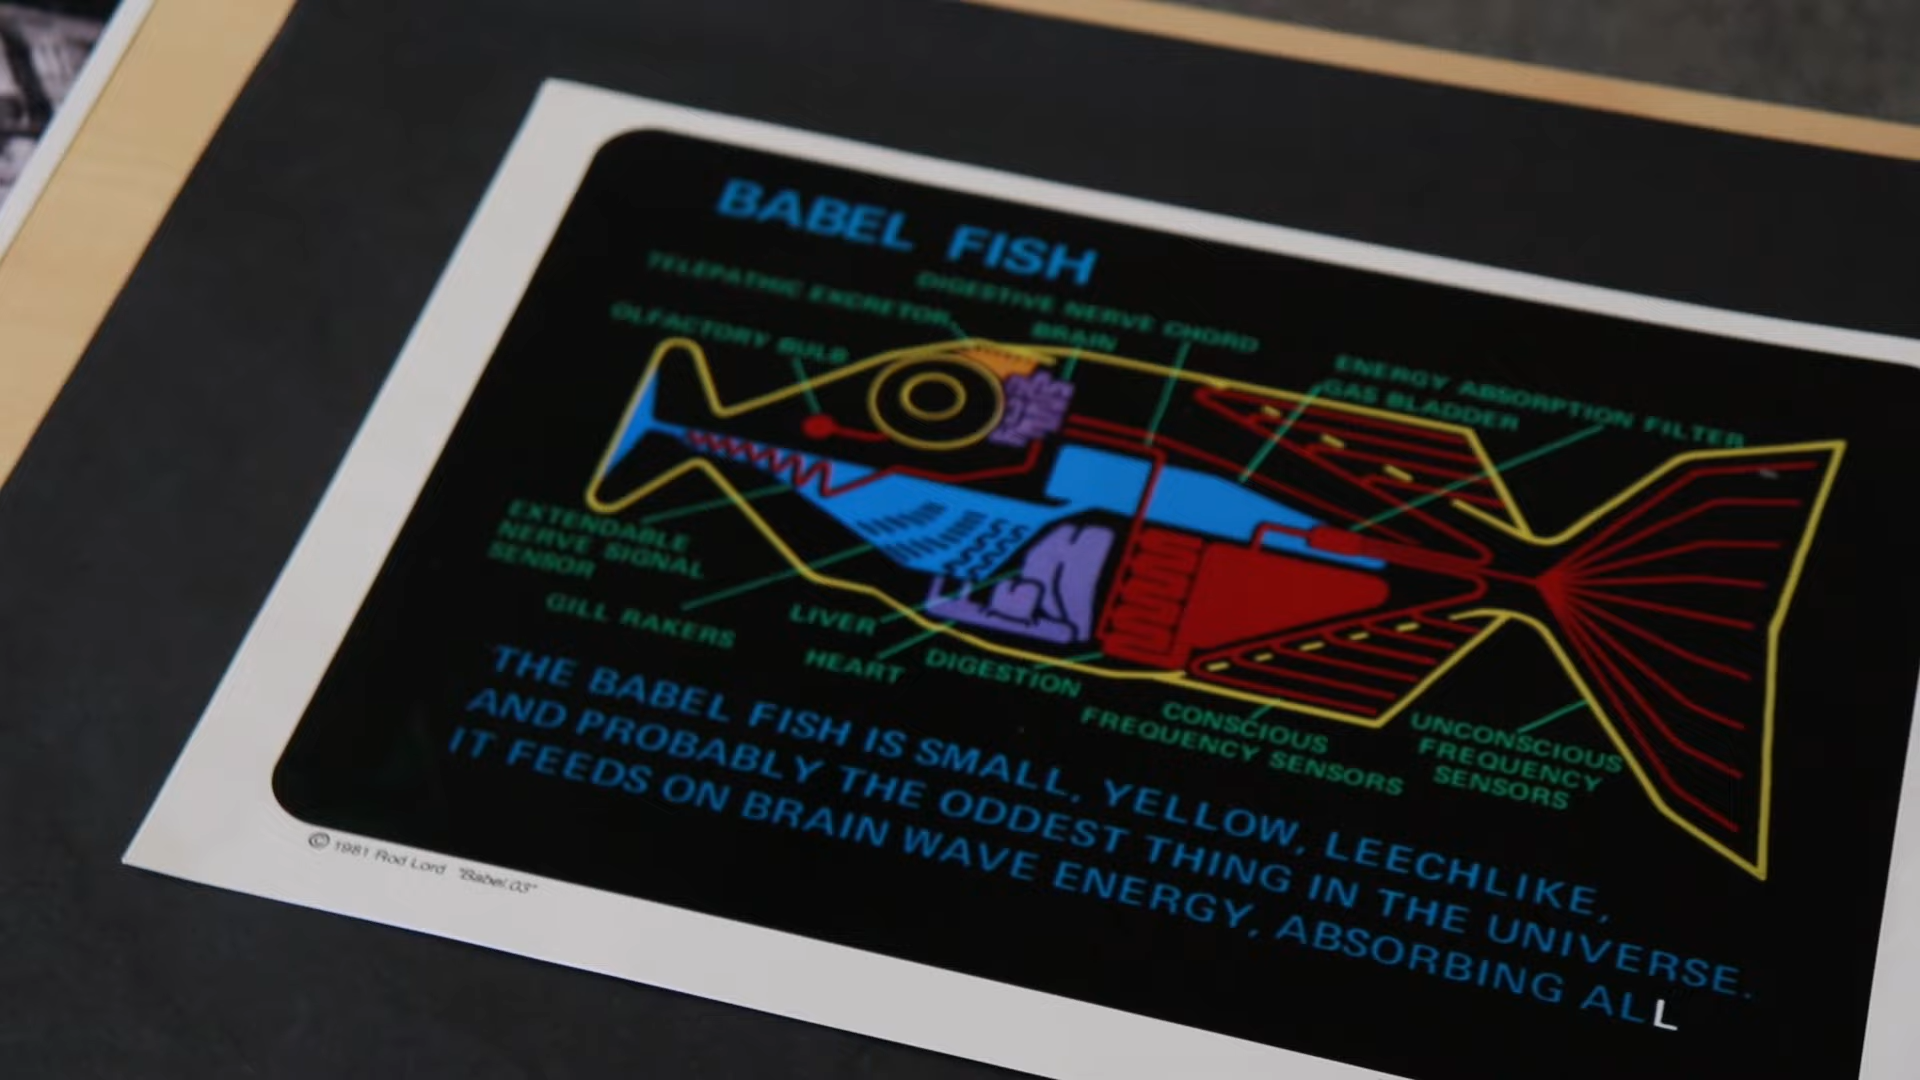 BABEL FISH
TELEPATHIC EXCRETOR
DIGESTIVE NERVE CHORD
OLFACTORY BULB
BRAIN
ENERGY ABSORPTION FILTER
GAS BLADDER
EXTENDABLE
NERVE SIGNAL
SENSOR
GILL RAKERS
LIVER
HEART
DIGESTION
CONSCIOUS
FREQUENCY SENSORS
UNCONSCIOUS
FREQUENCY
SENSORS
THE BABEL FISH IS SMALL, YELLOW, LEECHLIKE,
AND PROBABLY THE ODDEST THING IN THE UNIVERSE.
IT FEEDS ON BRAIN WAVE ENERGY, ABSORBING ALL
© 1981 Rod Lord "Babel.03"